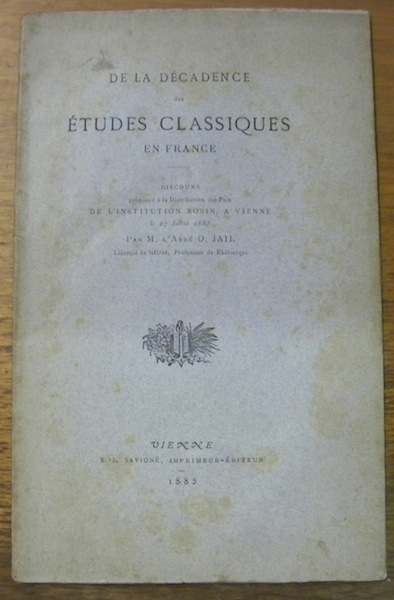 DE LA DÉCADENCE
des
ÉTUDES CLASSIQUES
EN FRANCE
DISCOURS
prononcé à la Distribution des Prix
DE L'INSTITUTION ROBIN, A VIENNE
le 27 Juillet 1885
PAR M. L'ABBÉ O. JAIL
Licencié ès lettres, Professeur de Rhétorique
VIENNE
E.-J. SAVIGNÉ, IMPRIMEUR-ÉDITEUR
1885